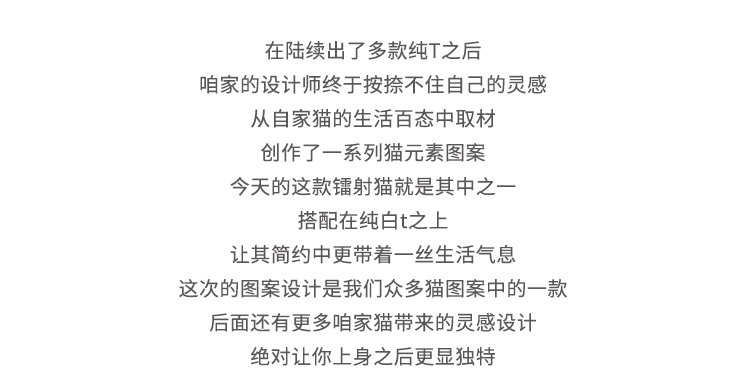 在陆续出了多款纯T之后
咱家的设计师终于按捺不住自己的灵感
从自家猫的生活百态中取材
创作了一系列猫元素图案
今天的这款镭射猫就是其中之一
搭配在纯白t之上
让其简约中更带着一丝生活气息
这次的图案设计是我们众多猫图案中的一款
后面还有更多咱家猫带来的灵感设计
绝对让你上身之后更显独特